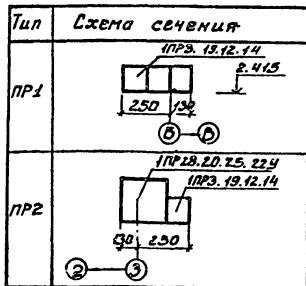 Тип Схема сечения
ПР1
1ПР3.19.12.14
2.415
250 130
В В
ПР2
1ПР28.20.25.22У
1ПР3.19.12.14
130 250
2 3